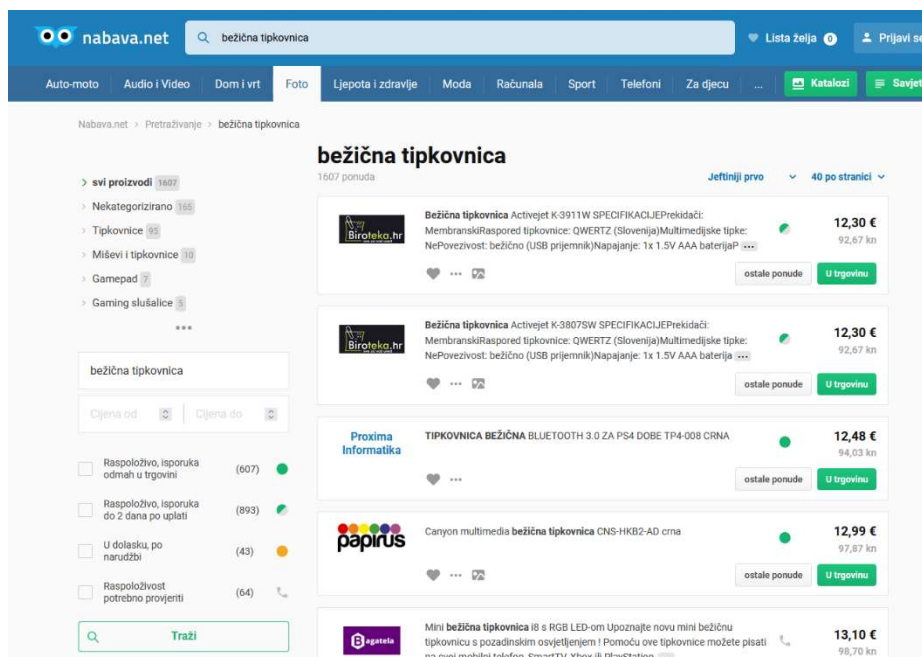 nabava.net
bežična tipkovnica
Lista želja 0
Prijavi se
Auto-moto Audio i Video Dom i vrt Foto Ljepota i zdravlje Moda Računala Sport Telefoni Za djecu ... Katalozi Savjet
Nabava.net > Pretraživanje > bežična tipkovnica
bežična tipkovnica
1607 ponuda
Jeftiniji prvo
40 po stranici
svi proizvodi 1607
Nekategorizirano 165
Tipkovnice 95
Miševi i tipkovnice 10
Gamepad 7
Gaming slušalice 5
•••
bežična tipkovnica
Cijena od Cijena do
Raspoloživo, isporuka
odmah u trgovini (607)
Raspoloživo, isporuka
do 2 dana po uplati (893)
U dolasku, po
narudžbi (43)
Raspoloživost
potrebno provjeriti (64)
Traži
Biroteka.hr
Bežična tipkovnica Activejet K-3911W SPECIFIKACIJEPrekidači:
MembranskiRaspored tipkovnice: QWERTZ (Slovenija)Multimedijske tipke:
NePovezivost: bežično (USB prijemnik)Napajanje: 1x 1.5V AAA baterijaP ...
12,30 €
92,67 kn
ostale ponude U trgovinu
Biroteka.hr
Bežična tipkovnica Activejet K-3807SW SPECIFIKACIJEPrekidači:
MembranskiRaspored tipkovnice: QWERTZ (Slovenija)Multimedijske tipke:
NePovezivost: bežično (USB prijemnik)Napajanje: 1x 1.5V AAA baterija ...
12,30 €
92,67 kn
ostale ponude U trgovinu
Proxima
Informatika
TIPKOVNICA BEŽIČNA BLUETOOTH 3.0 ZA PS4 DOBE TP4-008 CRNA
12,48 €
94,03 kn
ostale ponude U trgovinu
papirus
Canyon multimedia bežična tipkovnica CNS-HKB2-AD crna
12,99 €
97,87 kn
ostale ponude U trgovinu
Bagatela
Mini bežična tipkovnica i8 s RGB LED-om Upoznajte novu mini bežičnu
tipkovnicu s pozadinskim osvjetljenjem ! Pomoću ove tipkovnice možete pisati
na svoj mobilni telefon, SmartTV, Xbox ili PlayStation
13,10 €
98,70 kn